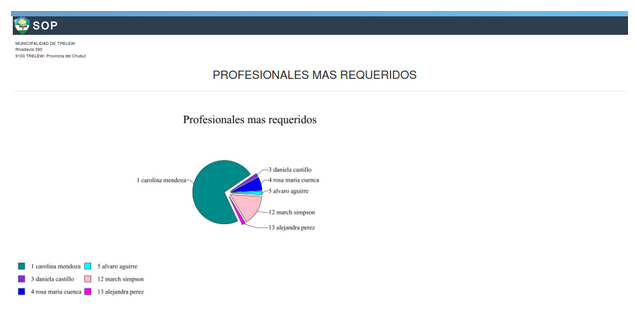 SOP
MUNICIPALIDAD DE TRELEW
Rivadavia 390
9100 TRELEW- Provincia del Chubut
PROFESIONALES MAS REQUERIDOS
Profesionales mas requeridos
1 carolina mendoza
3 daniela castillo
4 rosa maria cuenca
5 alvaro aguirre
12 march simpson
13 alejandra perez
1 carolina mendoza 5 alvaro aguirre
3 daniela castillo 12 march simpson
4 rosa maria cuenca 13 alejandra perez